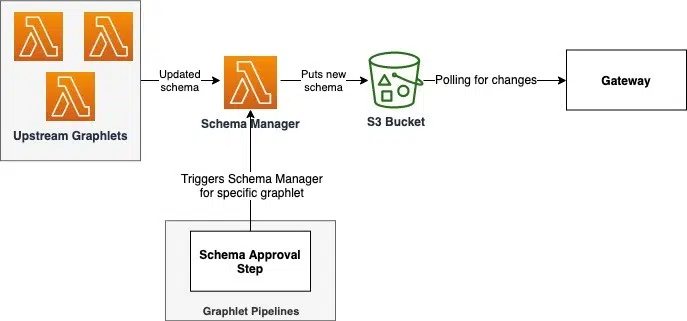 Upstream Graphlets
Updated
schema
Schema Manager
Puts new
schema
S3 Bucket
Polling for changes
Gateway
Triggers Schema Manager
for specific graphlet
Schema Approval
Step
Graphlet Pipelines